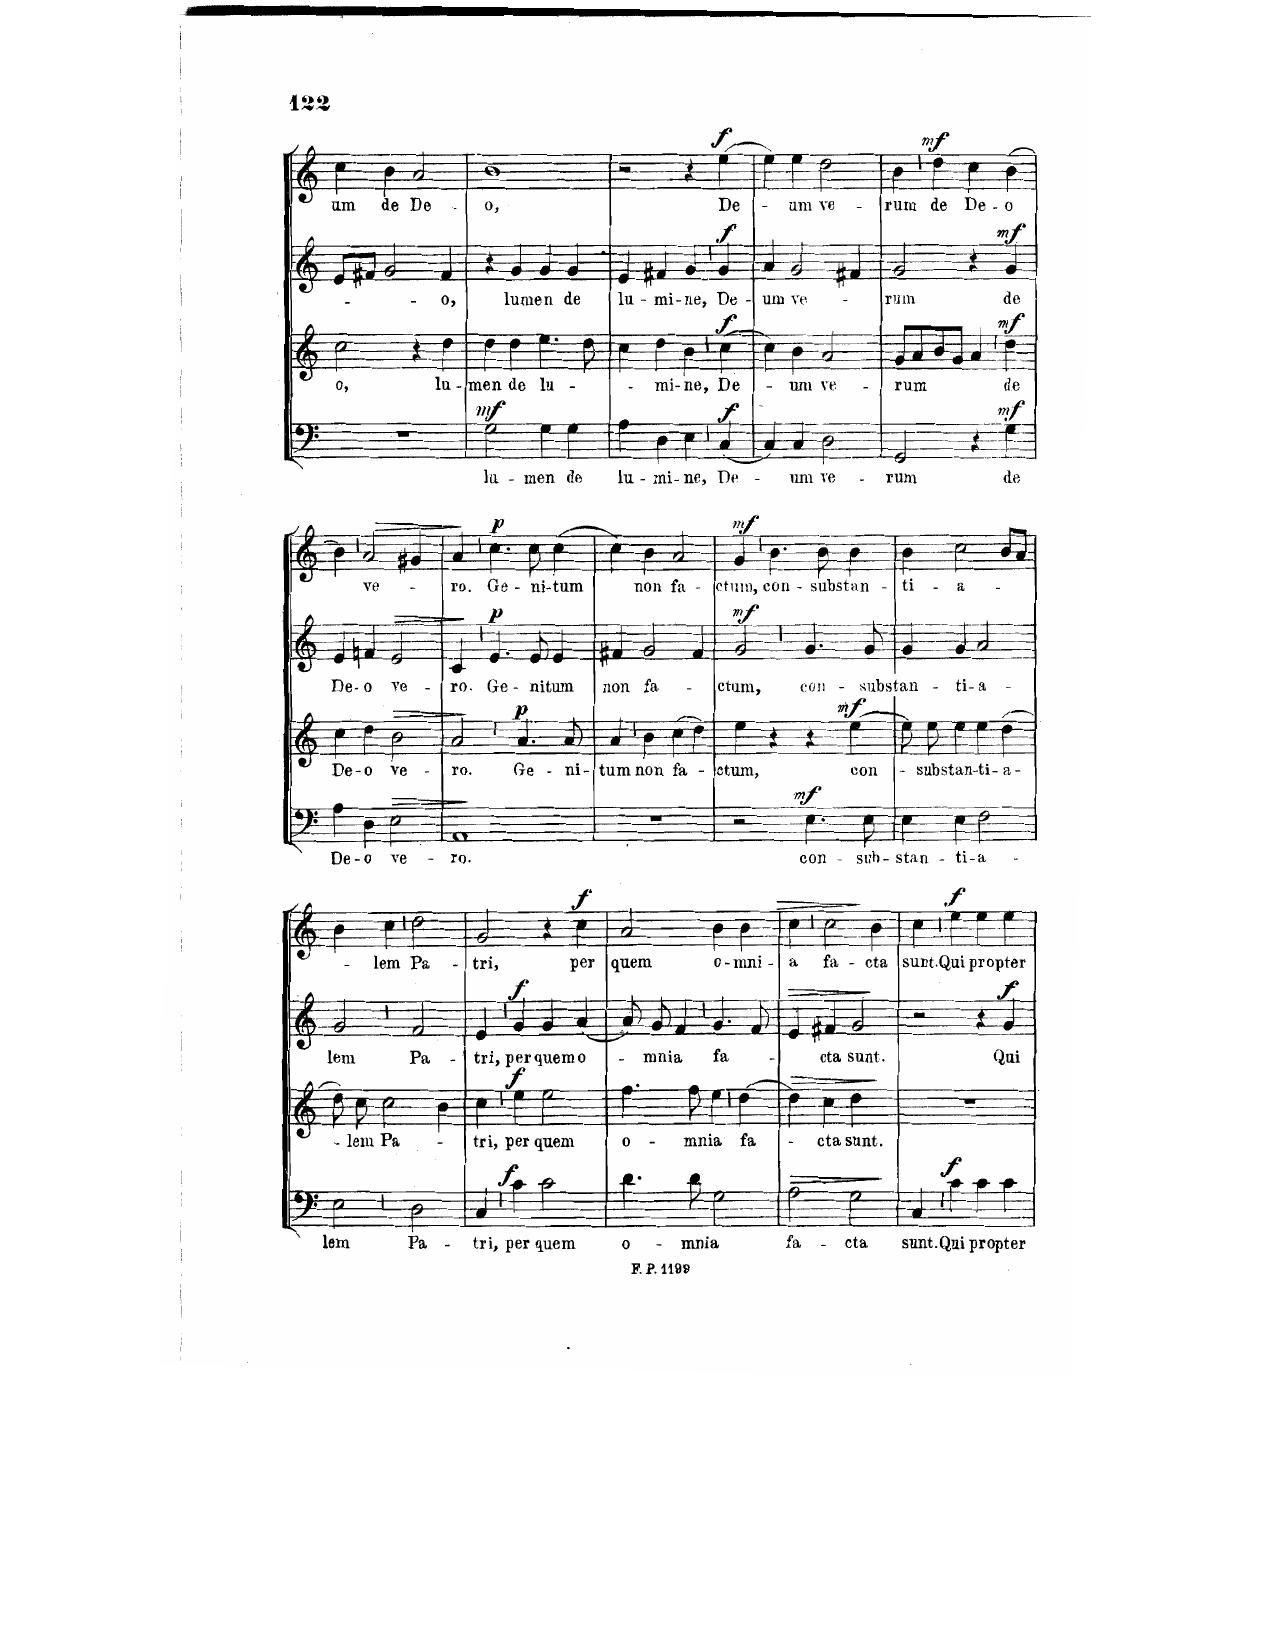 122
f
mf
um de De - o, De - um ve - rum de De - o
f
mf
- - o, lumen de lu - mi - ne, De - um ve - rum de
f
mf
o, lu - men de lu - - mi - ne, De - um ve - rum de
mf
f
mf
lu - men de lu - mi - ne, De - um ve - rum de
p
mf
ve - ro. Ge - ni - tum non fa - ctum, con - substan - ti - a -
p
mf
De - o ve - ro. Ge - nitum non fa - ctum, con - substan - ti - a -
p
mf
De - o ve - ro. Ge - ni - tum non fa - ctum, con - substan - ti - a -
mf
De - o ve - ro. con - sub - stan - ti - a -
f
f
- lem Pa - tri, per quem o - mni - a fa - cta sunt. Qui propter
f
f
lem Pa - tri, per quem o - mnia fa - cta sunt. Qui
f
- lem Pa - tri, per quem o - mnia fa - cta sunt.
f
f
lem Pa - tri, per quem o - mnia fa - cta sunt. Qui propter
F. P. 1199